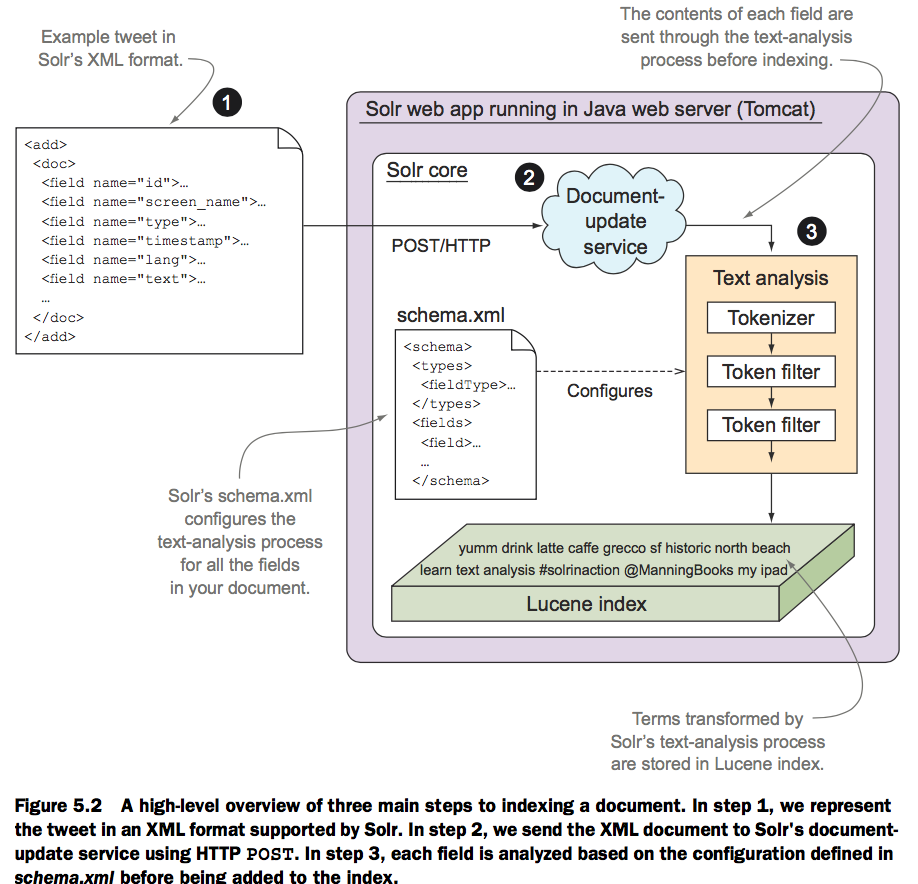 Example tweet in
Solr’s XML format.
The contents of each field are
sent through the text-analysis
process before indexing.
1
Solr web app running in Java web server (Tomcat)
<add>
<doc>
<field name="id">…
<field name="screen_name">…
<field name="type">…
<field name="timestamp">…
<field name="lang">…
<field name="text">…
…
</doc>
</add>
Solr core
2
Document-
update
service
POST/HTTP
3
Text analysis
Tokenizer
Token filter
Token filter
schema.xml
<schema>
<types>
<fieldType>…
</types>
<fields>
<field>…
…
</schema>
Configures
Solr’s schema.xml
configures the
text-analysis process
for all the fields
in your document.
yumm drink latte caffe grecco sf historic north beach
learn text analysis #solrinaction @ManningBooks my ipad
Lucene index
Terms transformed by
Solr’s text-analysis process
are stored in Lucene index.
Figure 5.2 A high-level overview of three main steps to indexing a document. In step 1, we represent
the tweet in an XML format supported by Solr. In step 2, we send the XML document to Solr's document-
update service using HTTP POST. In step 3, each field is analyzed based on the configuration defined in
schema.xml before being added to the index.